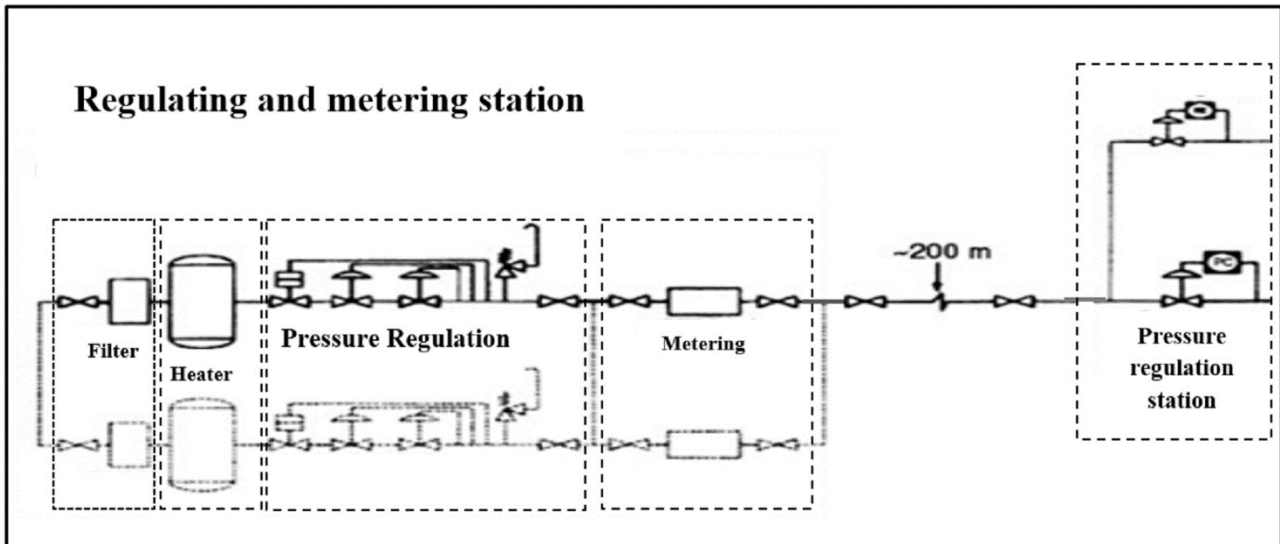 Regulating and metering station
~200 m
PC
Filter
Heater
Pressure Regulation
Metering
Pressure
regulation
station